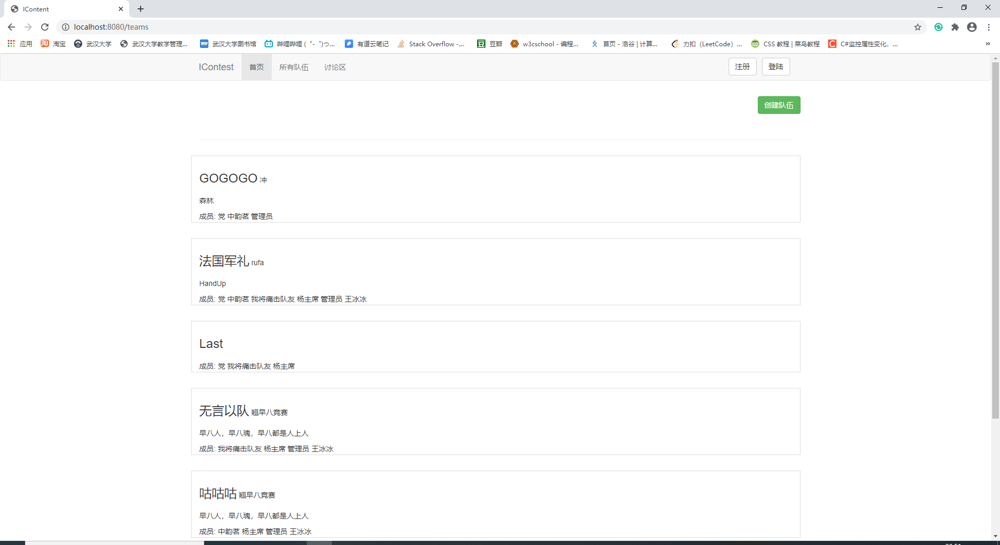 IContent
localhost:8080/teams
应用 淘宝 武汉大学 武汉大学教学管理... 武汉大学图书馆 哔哩哔哩 ( ゜- ゜)つ... 有道云笔记 Stack Overflow -... 豆瓣 w3cschool - 编程... 首页 - 洛谷 | 计算... 力扣（LeetCode）... CSS 教程 | 菜鸟教程 C#监控属性变化，... »
IContest 首页 所有队伍 讨论区 注册 登陆
创建队伍
GOGOGO 冲
森林
成员: 党 中韵茗 管理员
法国军礼 rufa
HandUp
成员: 党 中韵茗 我将痛击队友 杨主席 管理员 王冰冰
Last
成员: 党 我将痛击队友 杨主席
无言以队 翘早八竞赛
早八人，早八魂，早八都是人上人
成员: 我将痛击队友 杨主席 管理员 王冰冰
咕咕咕 翘早八竞赛
早八人，早八魂，早八都是人上人
成员: 中韵茗 杨主席 管理员 王冰冰